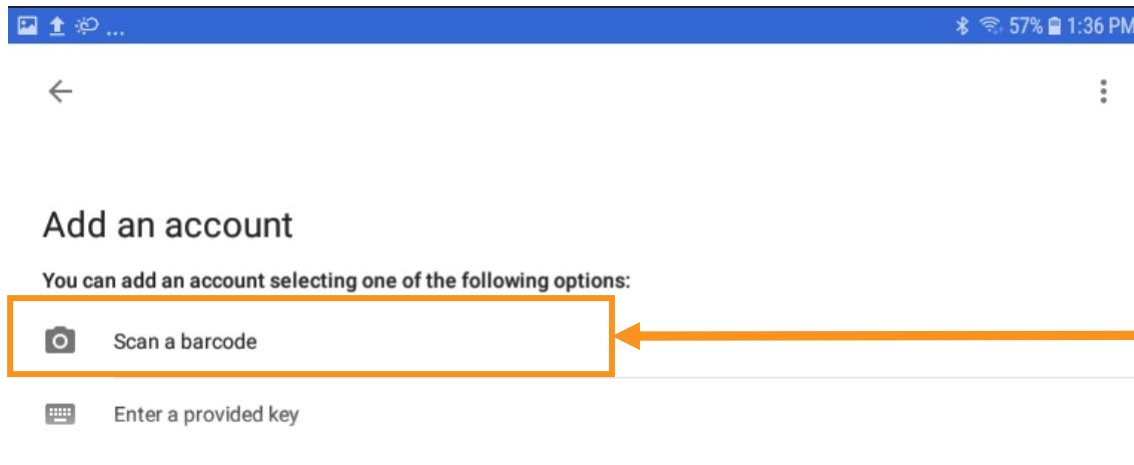 ... 57% 1:36 PM
Add an account
You can add an account selecting one of the following options:
Scan a barcode
Enter a provided key